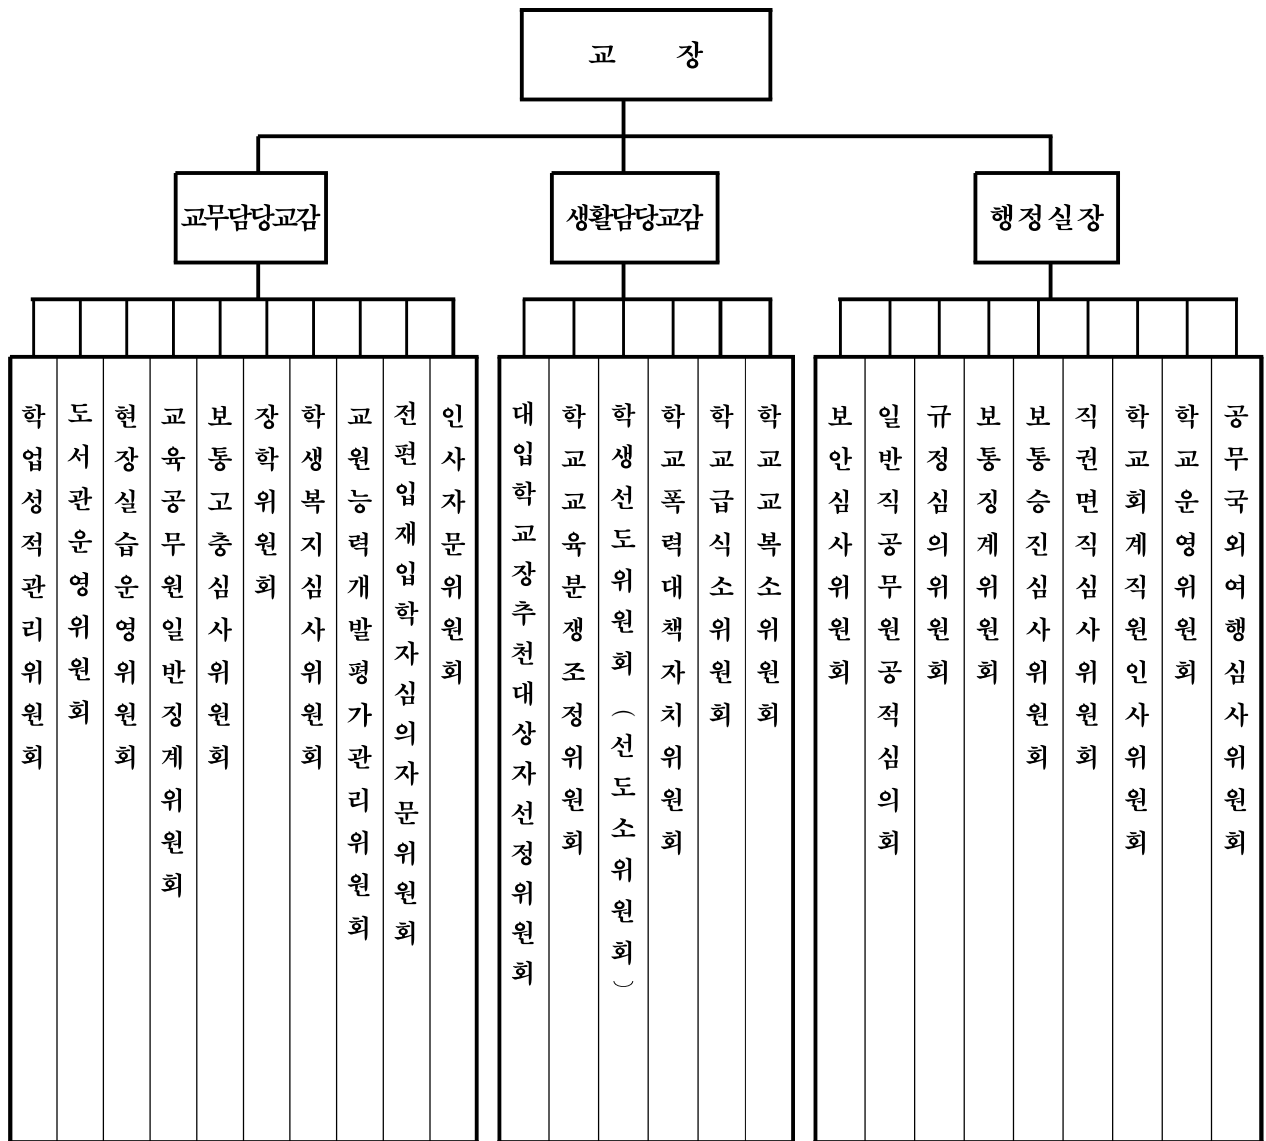 교 장
교무담당교감
생활담당교감
행정실장
학업성적관리위원회
도서관운영위원회
현장실습운영위원회
교육공무원일반징계위원회
보통고충심사위원회
장학위원회
학생복지심사위원회
교원능력개발평가관리위원회
전편입재입학자심의자문위원회
인사자문위원회
대입학교장추천대상자선정위원회
학교교육분쟁조정위원회
학생선도위원회(선도소위원회)
학교폭력대책자치위원회
학교급식소위원회
학교교복소위원회
보안심사위원회
일반직공무원공적심의회
규정심의위원회
보통징계위원회
보통승진심사위원회
직권면직심사위원회
학교회계직원인사위원회
학교운영위원회
공무국외여행심사위원회